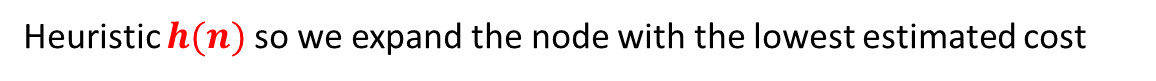 Heuristic h(n) so we expand the node with the lowest estimated cost